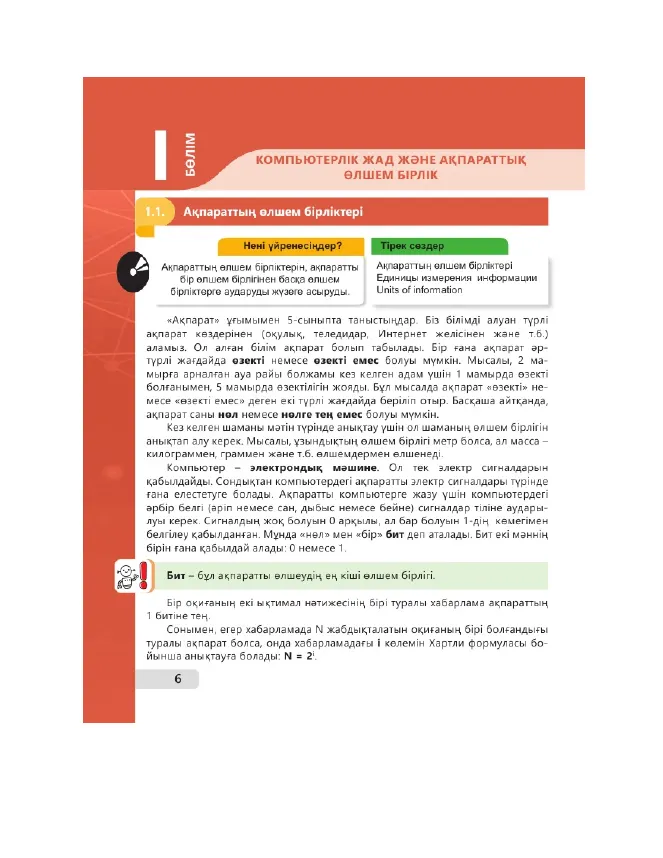 I
БӨЛІМ
КОМПЬЮТЕРЛІК ЖАД ЖӘНЕ АҚПАРАТТЫҚ
ӨЛШЕМ БІРЛІК
1.1. Ақпараттың өлшем бірліктері
Нені үйренесіңдер?
Ақпараттың өлшем бірліктерін, ақпаратты
бір өлшем бірлігінен басқа өлшем
бірліктерге аударуды жүзеге асыруды.
Тірек сөздер
Ақпараттың өлшем бірліктері
Единицы измерения информации
Units of information
«Ақпарат» ұғымымен 5-сыныпта таныстыңдар. Біз білімді алуан түрлі
ақпарат көздерінен (оқулық, теледидар, Интернет желісінен және т.б.)
аламыз. Ол алған білім ақпарат болып табылады. Бір ғана ақпарат әр-
түрлі жағдайда өзекті немесе өзекті емес болуы мүмкін. Мысалы, 2 ма-
мырға арналған ауа райы болжамы кез келген адам үшін 1 мамырда өзекті
болғанымен, 5 мамырда өзектілігін жояды. Бұл мысалда ақпарат «өзекті» не-
месе «өзекті емес» деген екі түрлі жағдайда беріліп отыр. Басқаша айтқанда,
ақпарат саны нөл немесе нөлге тең емес болуы мүмкін.
Кез келген шаманы мәтін түрінде анықтау үшін ол шаманың өлшем бірлігін
анықтап алу керек. Мысалы, ұзындықтың өлшем бірлігі метр болса, ал масса –
килограммен, граммен және т.б. өлшемдермен өлшенеді.
Компьютер – электрондық мәшине. Ол тек электр сигналдарын
қабылдайды. Сондықтан компьютердегі ақпаратты электр сигналдары түрінде
ғана елестетуге болады. Ақпаратты компьютерге жазу үшін компьютердегі
әрбір белгі (әріп немесе сан, дыбыс немесе бейне) сигналдар тіліне аудары-
луы керек. Сигналдың жоқ болуын 0 арқылы, ал бар болуын 1-дің көмегімен
белгілеу қабылданған. Мұнда «нөл» мен «бір» бит деп аталады. Бит екі мәннің
бірін ғана қабылдай алады: 0 немесе 1.
Бит – бұл ақпаратты өлшеудің ең кіші өлшем бірлігі.
Бір оқиғаның екі ықтимал нәтижесінің бірі туралы хабарлама ақпараттың
1 битіне тең.
Сонымен, егер хабарламада N жабдықталатын оқиғаның бірі болғандығы
туралы ақпарат болса, онда хабарламадағы i көлемін Хартли формуласы бо-
йынша анықтауға болады: N = 2ⁱ.
6